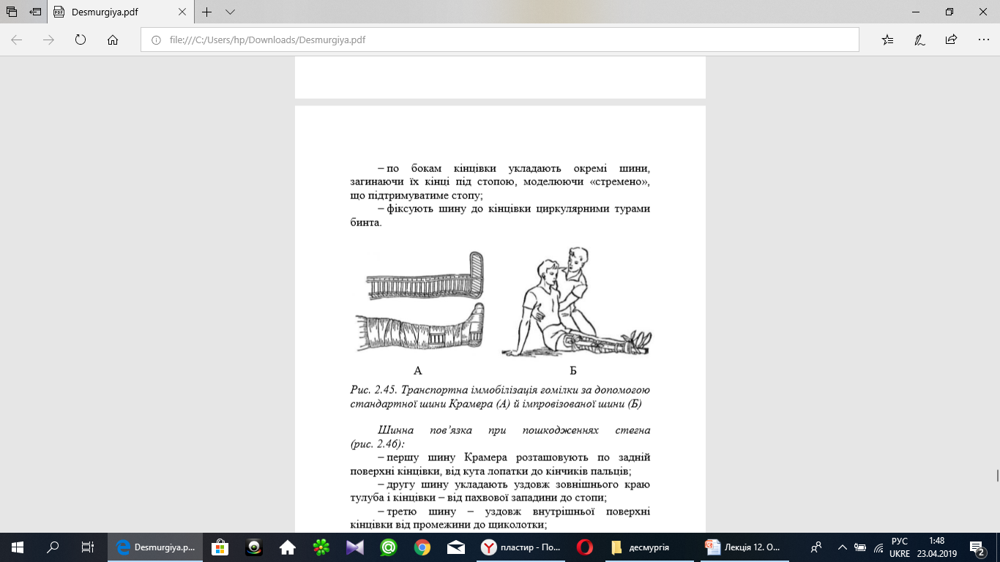 Desmurgiya.pdf
file:///C:/Users/hp/Downloads/Desmurgiya.pdf
– по бокам кінцівки укладають окремі шини,
загинаючи їх кінці під стопою, моделюючи «стремено»,
що підтримуватиме стопу;
– фіксують шину до кінцівки циркулярними турами
бинта.
А Б
Рис. 2.45. Транспортна іммобілізація гомілки за допомогою
стандартної шини Крамера (А) й імпровізованої шини (Б)
Шинна пов’язка при пошкодженнях стегна
(рис. 2.46):
– першу шину Крамера розташовують по задній
поверхні кінцівки, від кута лопатки до кінчиків пальців;
– другу шину укладають уздовж зовнішнього краю
тулуба і кінцівки – від пахвової западини до стопи;
– третю шину – уздовж внутрішньої поверхні
кінцівки від промежини до щиколотки;
Desmurgiya.p...
пластир - По...
десмургія
Лекція 12. О...
РУС
UKRE
1:48
23.04.2019
2